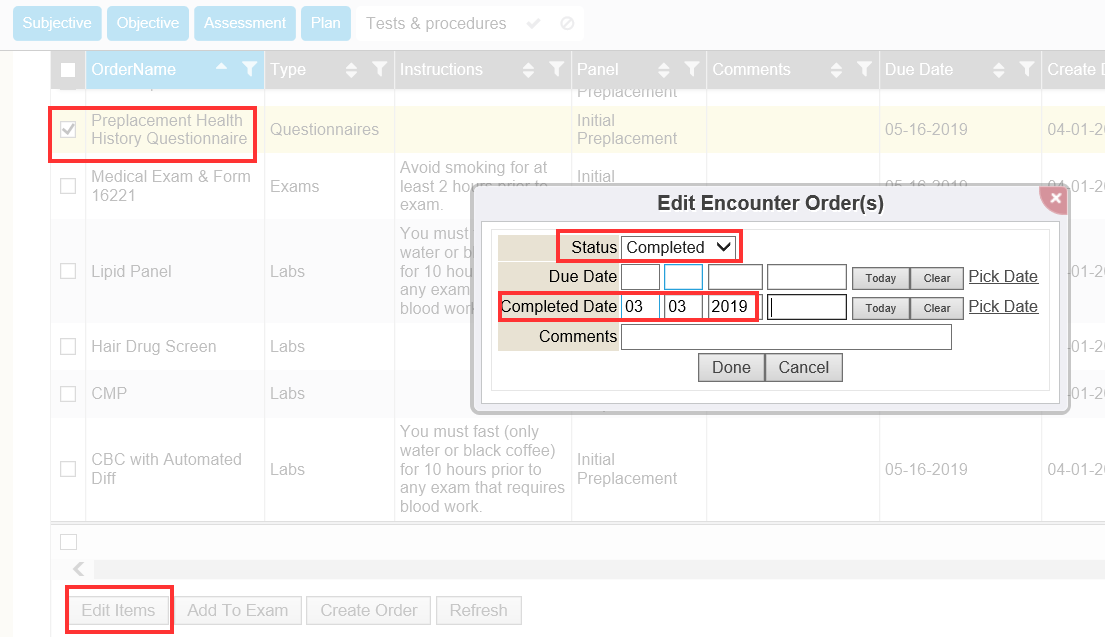 Subjective Objective Assessment Plan Tests & procedures
OrderName Type Instructions Panel Comments Due Date Create D
Preplacement
Preplacement Health
History Questionnaire
Questionnaires
Initial
Preplacement
05-16-2019
04-01-20
Medical Exam & Form
16221
Exams
Avoid smoking for at
least 2 hours prior to
exam.
Initial
05-16-2019
04-01-20
Edit Encounter Order(s)
Status Completed
Due Date Today Clear Pick Date
Completed Date 03 03 2019 Today Clear Pick Date
Comments
Done Cancel
Lipid Panel
Labs
You must
water or b
for 10 hou
any exam
blood work
-01-20
Hair Drug Screen
Labs
-01-20
CMP
Labs
-01-20
CBC with Automated
Diff
Labs
You must fast (only
water or black coffee)
for 10 hours prior to
any exam that requires
blood work.
Initial
Preplacement
05-16-2019
04-01-20
Edit Items Add To Exam Create Order Refresh